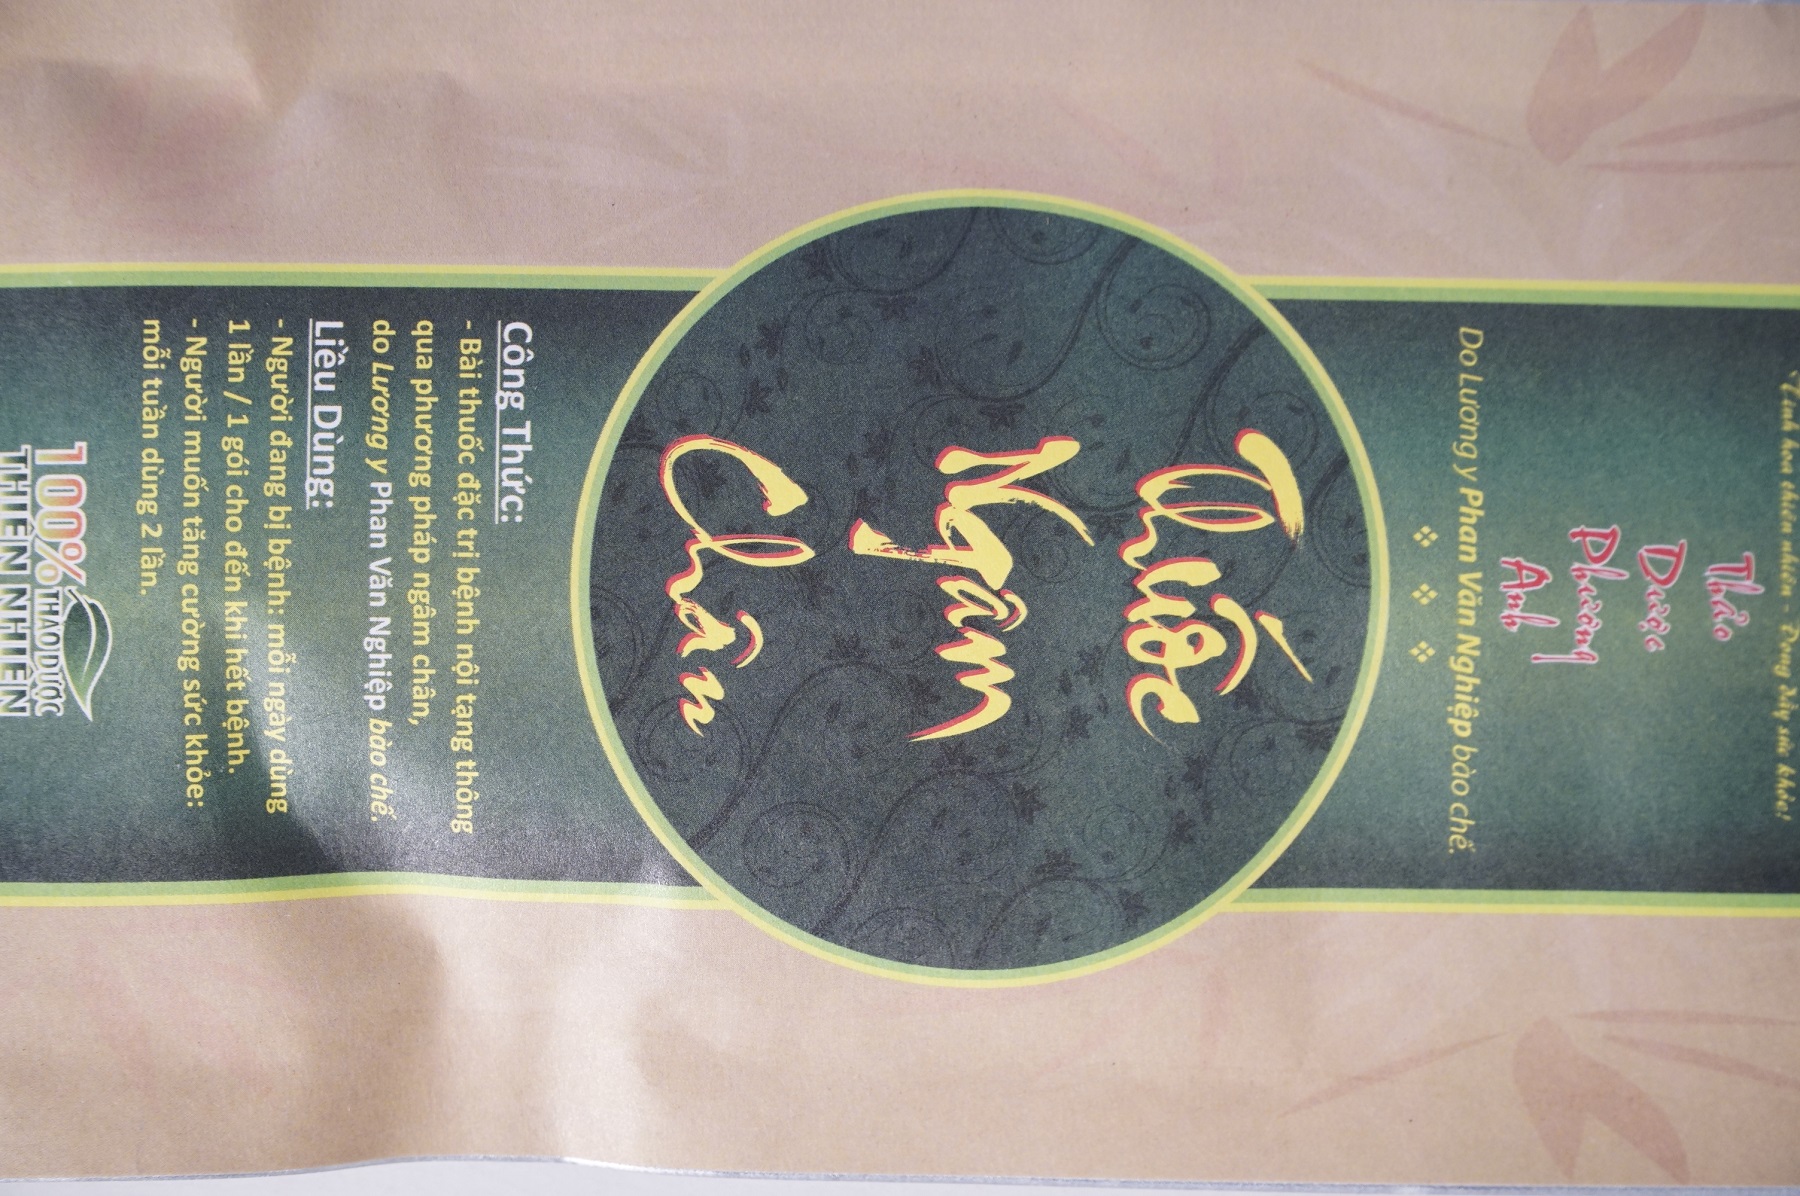 Tinh hoa thiên nhiên - Dong đầy sức khỏe!
Thảo
Dược
Phương
Anh
Do Lương y Phan Văn Nghiệp bào chế.
Thuốc
Ngâm
Chân
Công Thức:
- Bài thuốc đặc trị bệnh nội tạng thông
qua phương pháp ngâm chân,
do Lương y Phan Văn Nghiệp bào chế.
Liều Dùng:
- Người đang bị bệnh: mỗi ngày dùng
1 lần / 1 gói cho đến khi hết bệnh.
- Người muốn tăng cường sức khỏe:
mỗi tuần dùng 2 lần.
100% THẢO DƯỢC
THIÊN NHIÊN